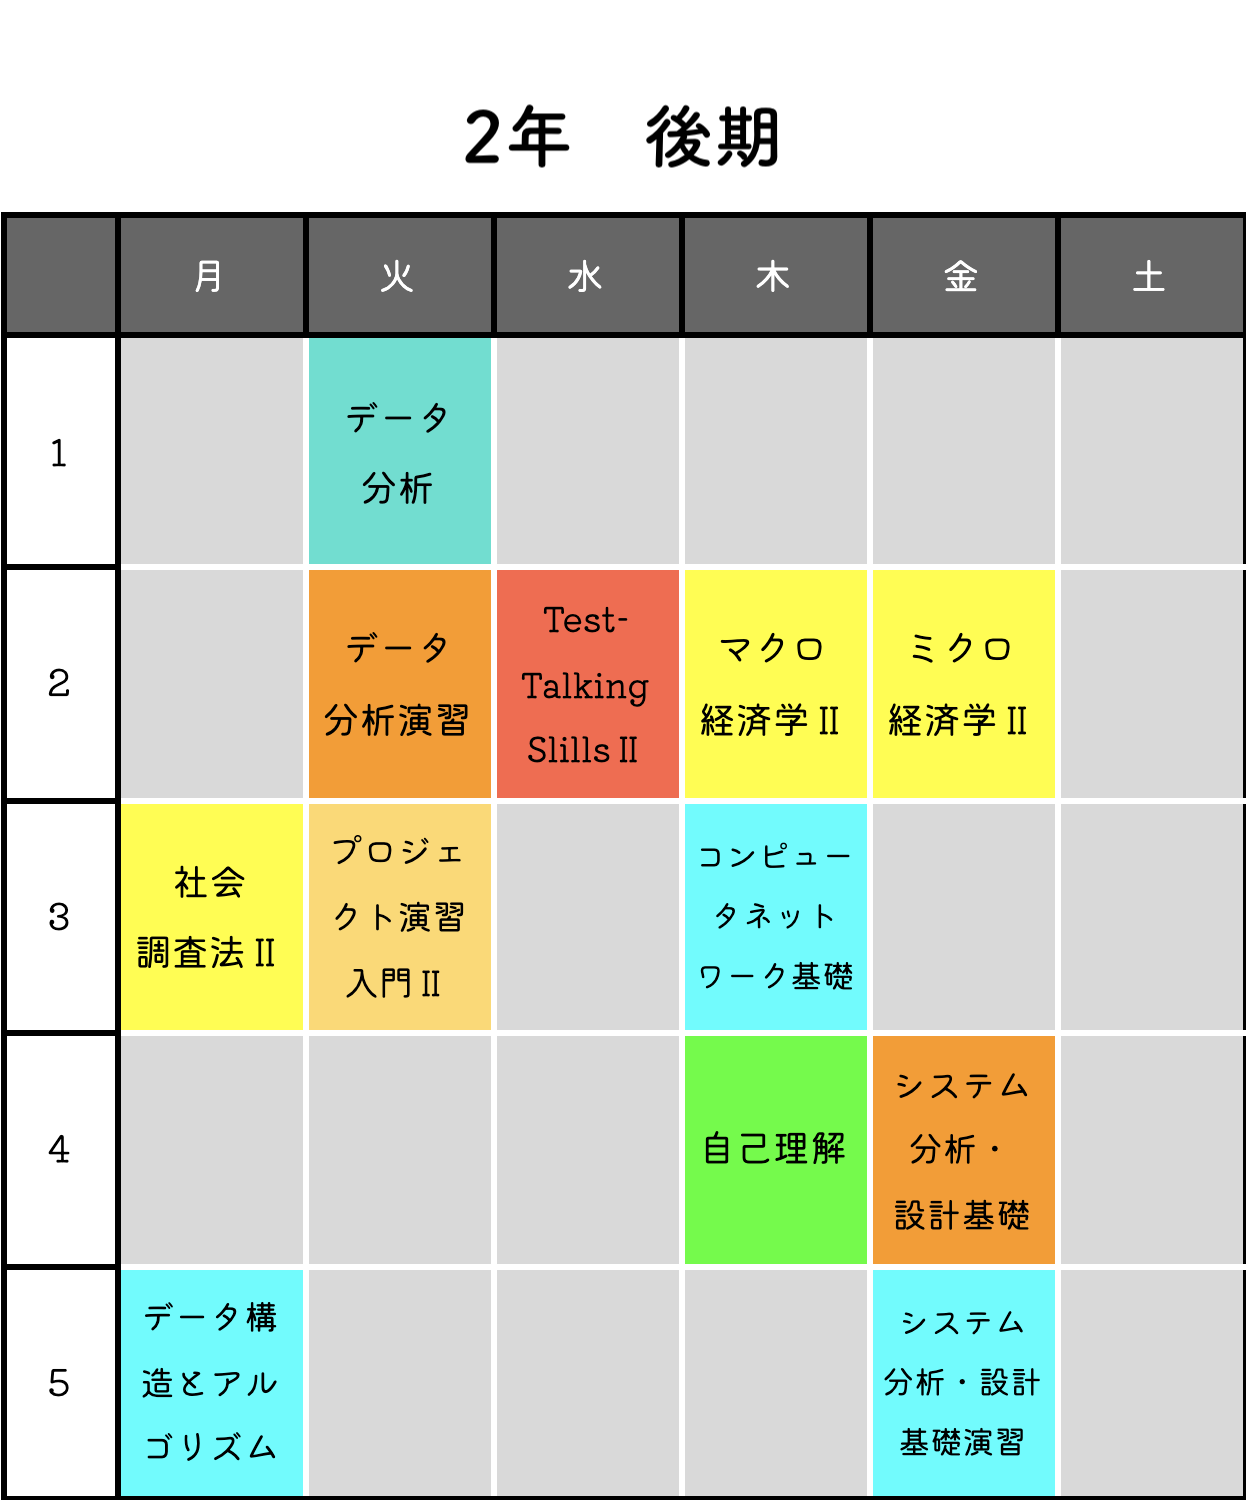 2年　後期
月 火 水 木 金 土
1
データ
分析
2
データ
分析演習
Test-
Talking
Slills II
マクロ
経済学 II
ミクロ
経済学 II
3
社会
調査法 II
プロジェ
クト演習
入門 II
コンピュー
タネット
ワーク基礎
4
自己理解
システム
分析・
設計基礎
5
データ構
造とアル
ゴリズム
システム
分析・設計
基礎演習